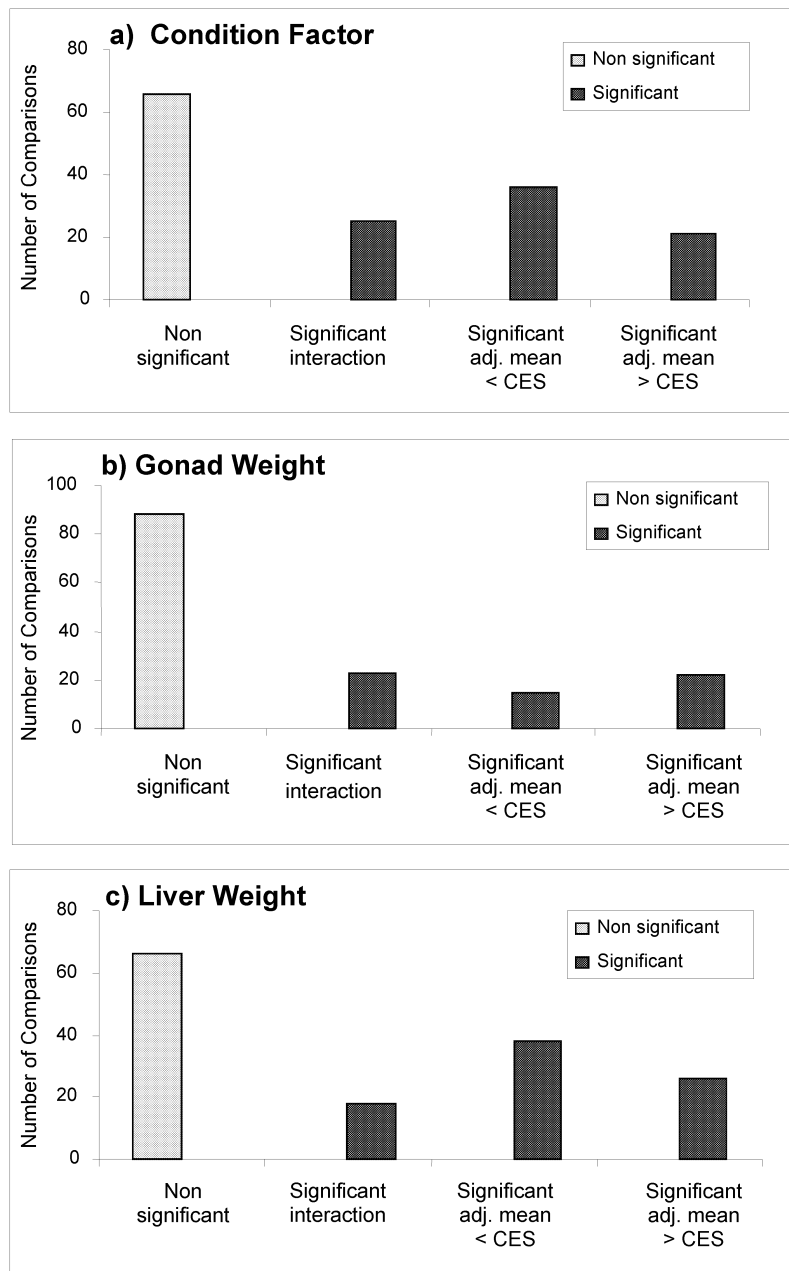 a) Condition Factor
Number of Comparisons
80
60
40
20
0
Non significant
Significant
Non
significant
Significant
interaction
Significant
adj. mean
< CES
Significant
adj. mean
> CES
b) Gonad Weight
Number of Comparisons
100
80
60
40
20
0
Non significant
Significant
Non
significant
Significant
interaction
Significant
adj. mean
< CES
Significant
adj. mean
> CES
c) Liver Weight
Number of Comparisons
80
60
40
20
0
Non significant
Significant
Non
significant
Significant
interaction
Significant
adj. mean
< CES
Significant
adj. mean
> CES